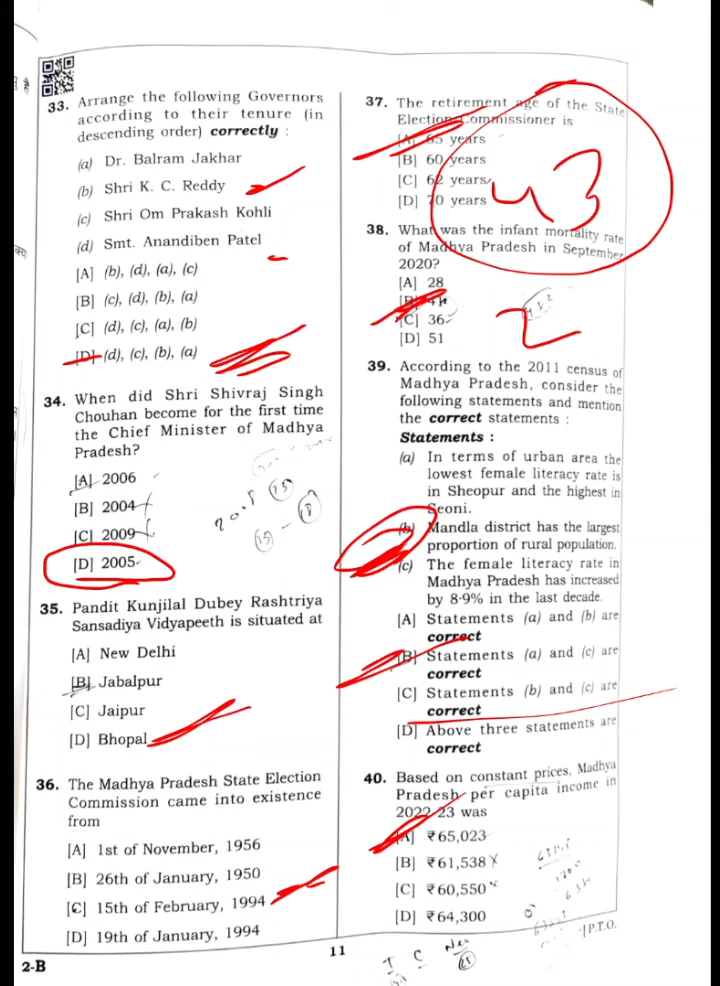 33. Arrange the following Governors
according to their tenure (in
descending order) correctly :
(a) Dr. Balram Jakhar
(b) Shri K. C. Reddy
(c) Shri Om Prakash Kohli
(d) Smt. Anandiben Patel
[A] (b), (d), (a), (c)
[B] (c), (d), (b), (a)
[C] (d), (c), (a), (b)
[D] (d), (c), (b), (a)
34. When did Shri Shivraj Singh
Chouhan become for the first time
the Chief Minister of Madhya
Pradesh?
[A] 2006
[B] 2004
[C] 2009
[D] 2005
35. Pandit Kunjilal Dubey Rashtriya
Sansadiya Vidyapeeth is situated at
[A] New Delhi
[B] Jabalpur
[C] Jaipur
[D] Bhopal
36. The Madhya Pradesh State Election
Commission came into existence
from
[A] 1st of November, 1956
[B] 26th of January, 1950
[C] 15th of February, 1994
[D] 19th of January, 1994
37. The retirement age of the State
Election Commissioner is
[A] 65 years
[B] 60 years
[C] 62 years
[D] 70 years
43
38. What was the infant mortality rate
of Madhya Pradesh in September
2020?
[A] 28
[B]
[C] 36
[D] 51
2
39. According to the 2011 census of
Madhya Pradesh, consider the
following statements and mention
the correct statements :
Statements :
(a) In terms of urban area the
lowest female literacy rate is
in Sheopur and the highest in
Seoni.
(b) Mandla district has the largest
proportion of rural population.
(c) The female literacy rate in
Madhya Pradesh has increased
by 8·9% in the last decade.
[A] Statements (a) and (b) are
correct
[B] Statements (a) and (c) are
correct
[C] Statements (b) and (c) are
correct
[D] Above three statements are
correct
40. Based on constant prices, Madhya
Pradesh per capita income in
2022-23 was
[A] ₹65,023
[B] ₹61,538
[C] ₹60,550
[D] ₹64,300
[P.T.O.
11
2-B